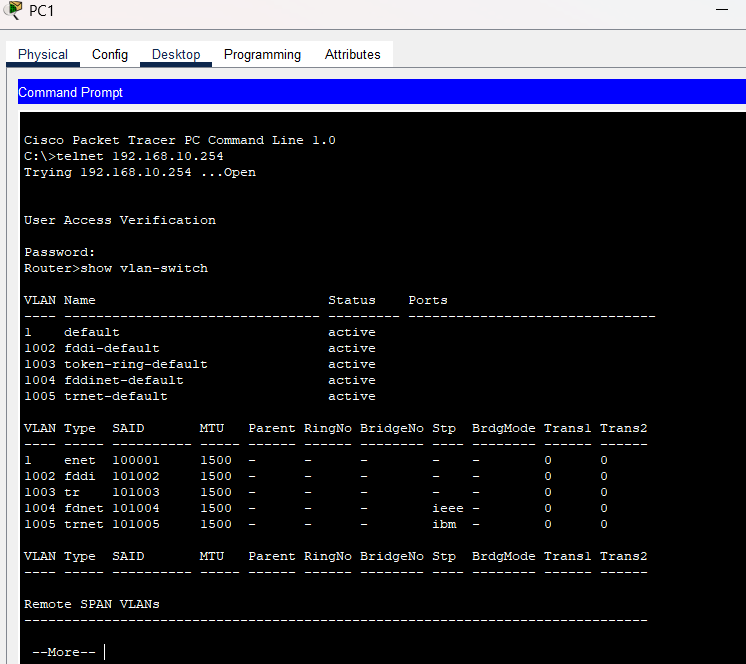 PC1
Physical Config Desktop Programming Attributes
Command Prompt
Cisco Packet Tracer PC Command Line 1.0
C:\>telnet 192.168.10.254
Trying 192.168.10.254 ...Open
User Access Verification
Password:
Router>show vlan-switch
VLAN Name                             Status    Ports
---- -------------------------------- --------- -------------------------------
1    default                          active
1002 fddi-default                     active
1003 token-ring-default               active
1004 fddinet-default                  active
1005 trnet-default                    active
VLAN Type  SAID       MTU   Parent RingNo BridgeNo Stp  BrdgMode Trans1 Trans2
---- ----- ---------- ----- ------ ------ -------- ---- -------- ------ ------
1    enet  100001     1500  -      -      -        -    -        0      0
1002 fddi  101002     1500  -      -      -        -    -        0      0
1003 tr    101003     1500  -      -      -        -    -        0      0
1004 fdnet 101004     1500  -      -      -        ieee -        0      0
1005 trnet 101005     1500  -      -      -        ibm  -        0      0
VLAN Type  SAID       MTU   Parent RingNo BridgeNo Stp  BrdgMode Trans1 Trans2
---- ----- ---------- ----- ------ ------ -------- ---- -------- ------ ------
Remote SPAN VLANs
------------------------------------------------------------------------------
 --More--